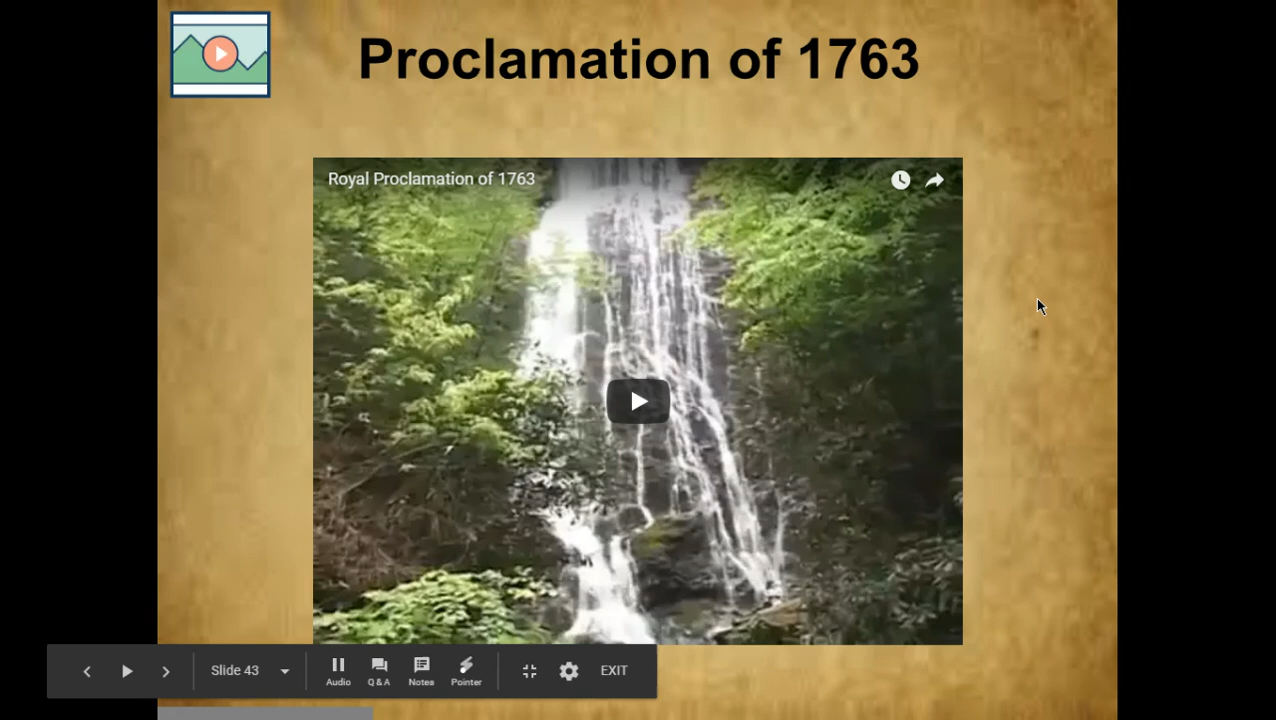 Proclamation of 1763
Royal Proclamation of 1763
Slide 43
Audio
Q & A
Notes
Pointer
EXIT